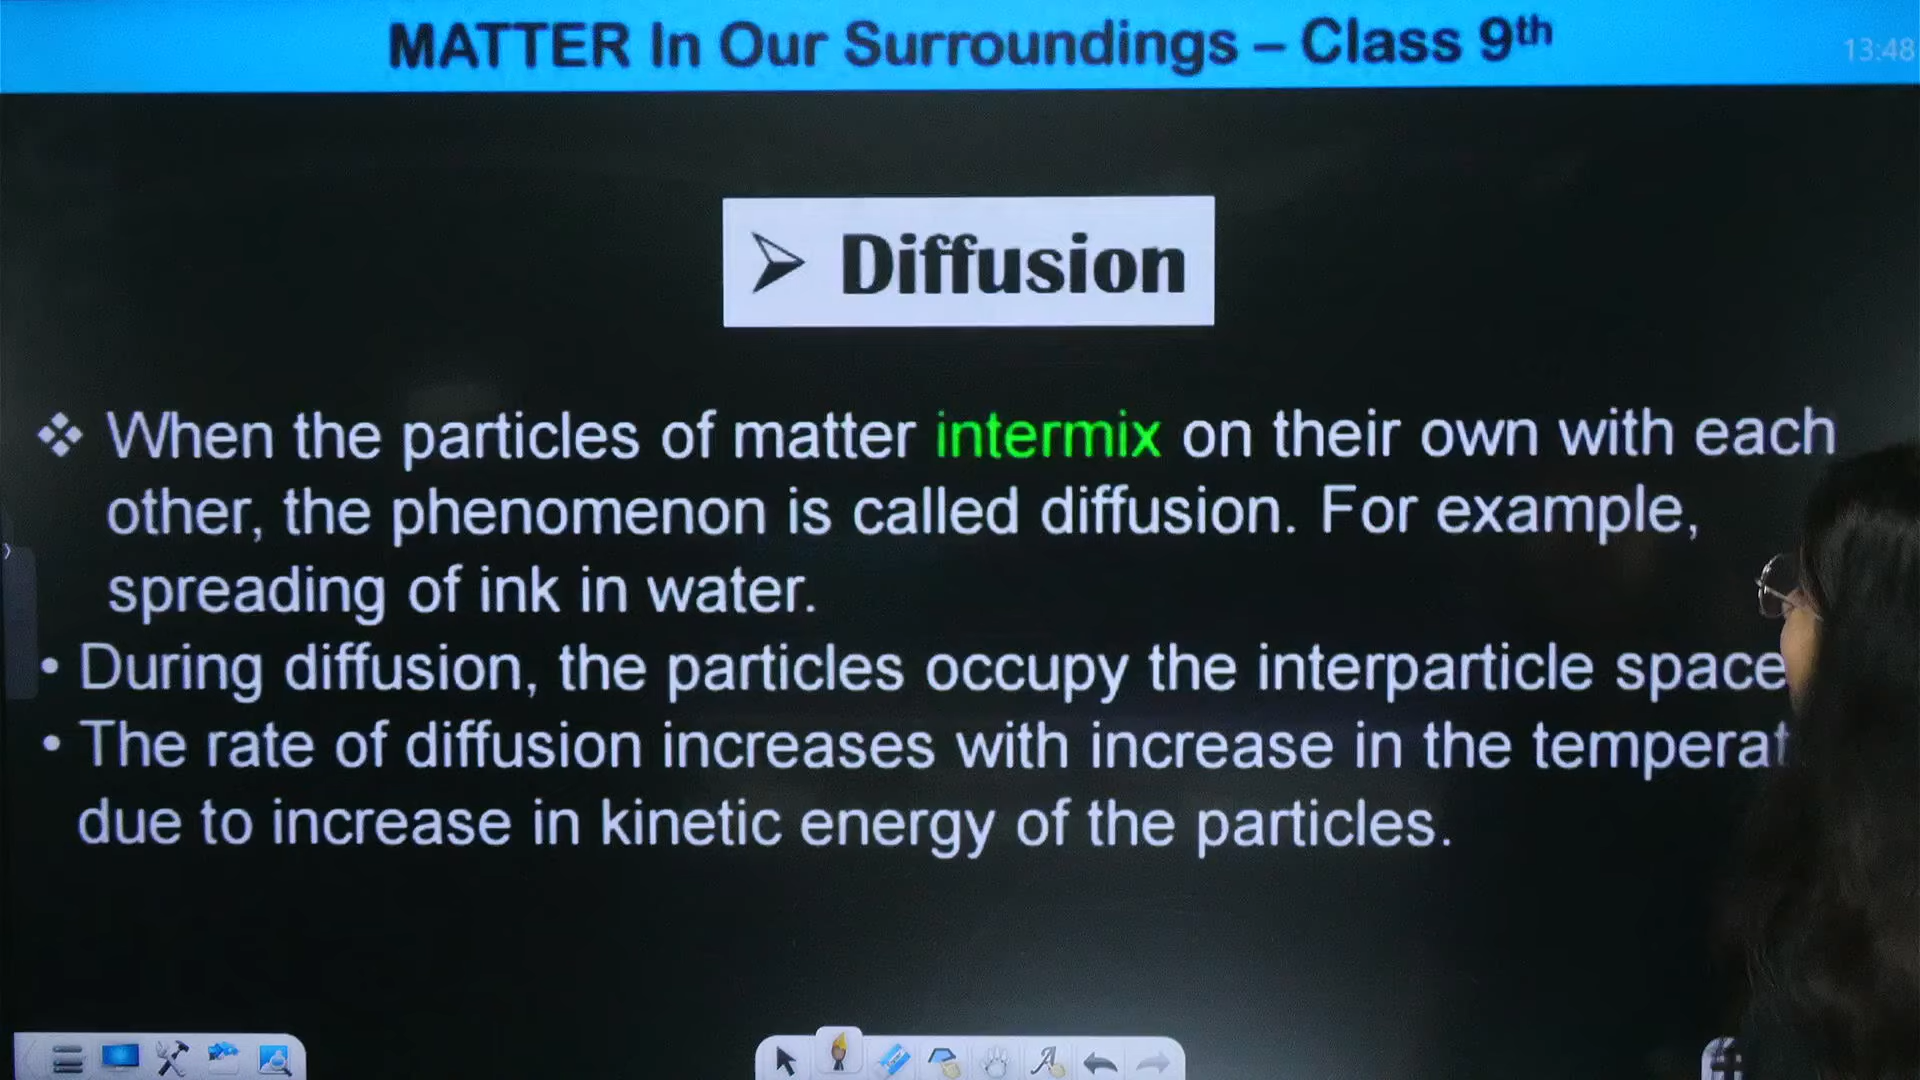 MATTER In Our Surroundings – Class 9th
13:48
➢ Diffusion
❖ When the particles of matter intermix on their own with each
other, the phenomenon is called diffusion. For example,
spreading of ink in water.
• During diffusion, the particles occupy the interparticle space
• The rate of diffusion increases with increase in the temperat
due to increase in kinetic energy of the particles.